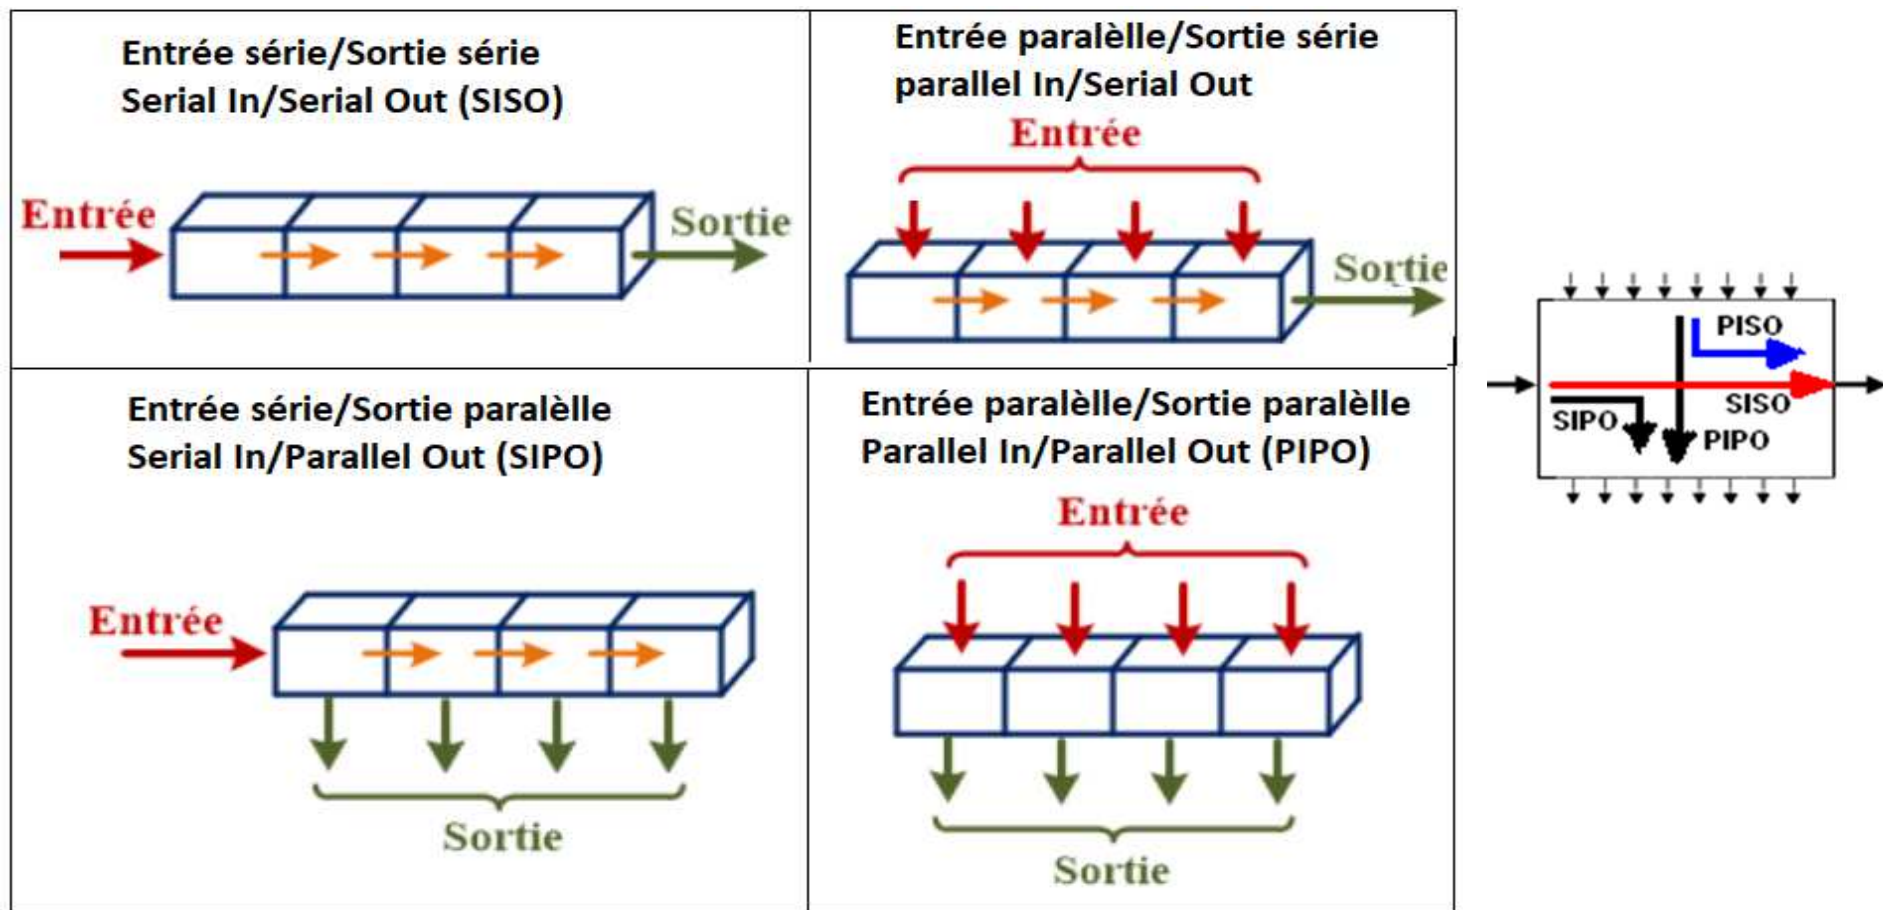 Entrée série/Sortie série
Serial In/Serial Out (SISO)
Entrée
Sortie
Entrée paralèlle/Sortie série
parallel In/Serial Out
Entrée
Sortie
Entrée série/Sortie paralèlle
Serial In/Parallel Out (SIPO)
Entrée
Sortie
Entrée paralèlle/Sortie paralèlle
Parallel In/Parallel Out (PIPO)
Entrée
Sortie
PISO
SISO
SIPO
PIPO